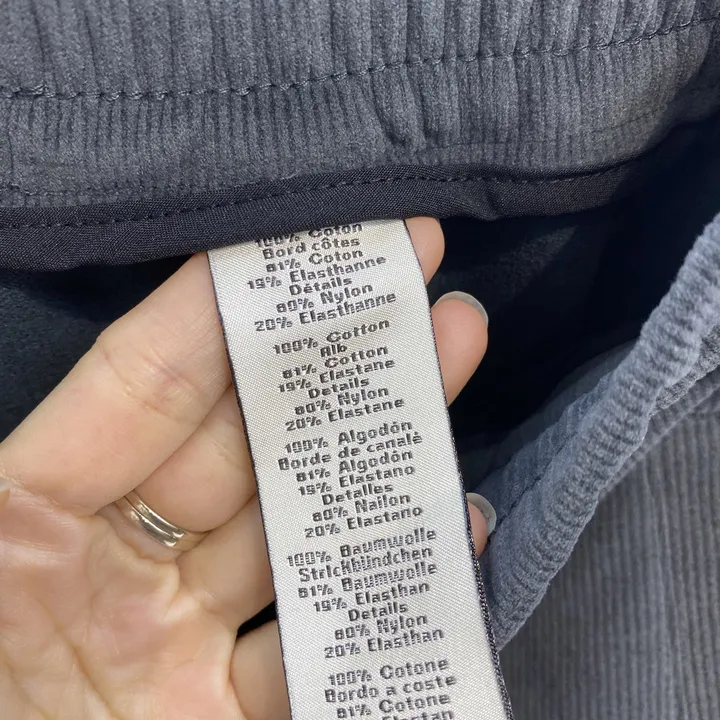 100% Coton
Bord côtes
81% Coton
19% Elasthanne
Détails
80% Nylon
20% Elasthanne
100% Cotton
Rib
81% Cotton
19% Elastane
Details
80% Nylon
20% Elastane
100% Algodón
Borde de canalé
81% Algodón
19% Elastano
Detalles
80% Nailon
20% Elastano
100% Baumwolle
Strickbündchen
81% Baumwolle
19% Elasthan
Details
80% Nylon
20% Elasthan
100% Cotone
Bordo a coste
81% Cotone
Elastan